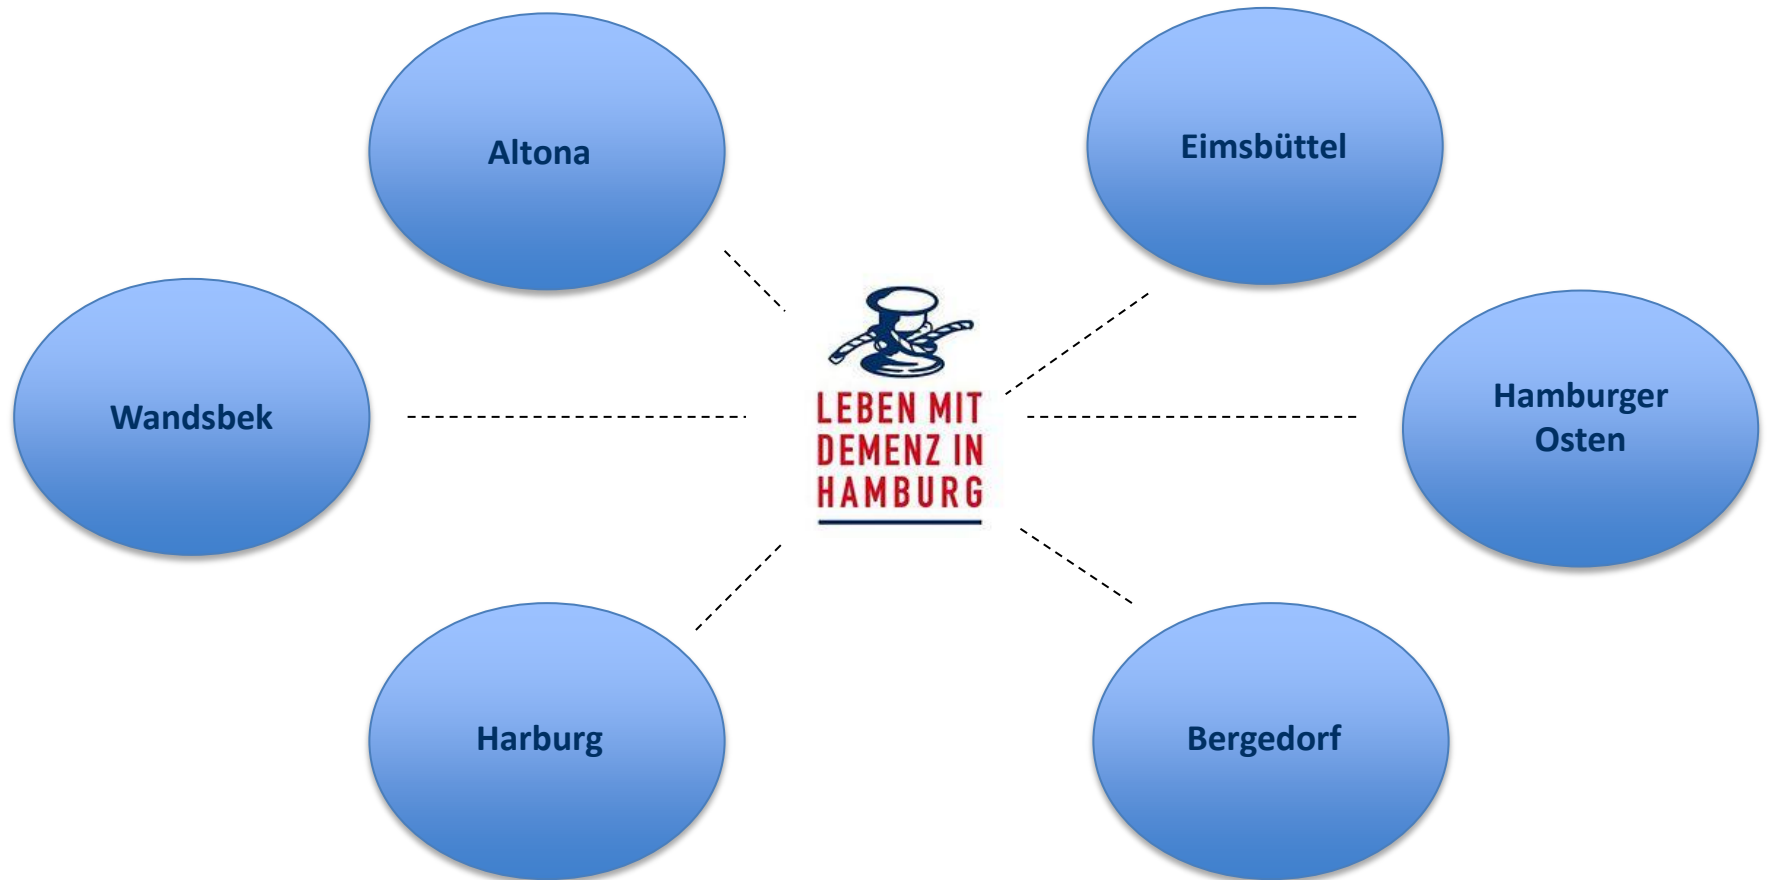 Altona
Eimsbüttel
Wandsbek
LEBEN MIT
DEMENZ IN
HAMBURG
Hamburger
Osten
Harburg
Bergedorf